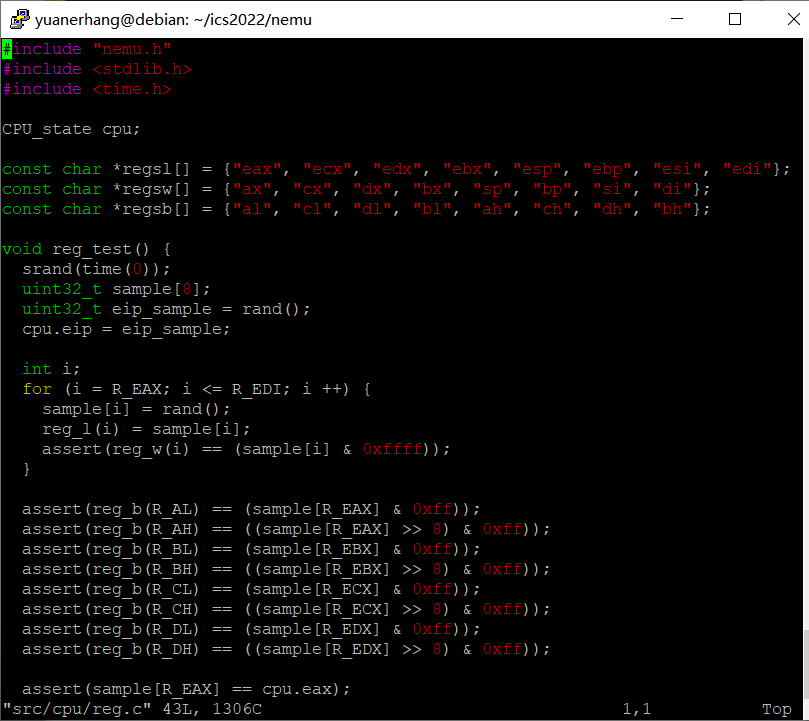 yuanerhang@debian: ~/ics2022/nemu
#include "nemu.h"
#include <stdlib.h>
#include <time.h>

CPU_state cpu;

const char *regsl[] = {"eax", "ecx", "edx", "ebx", "esp", "ebp", "esi", "edi"};
const char *regsw[] = {"ax", "cx", "dx", "bx", "sp", "bp", "si", "di"};
const char *regsb[] = {"al", "cl", "dl", "bl", "ah", "ch", "dh", "bh"};

void reg_test() {
  srand(time(0));
  uint32_t sample[8];
  uint32_t eip_sample = rand();
  cpu.eip = eip_sample;

  int i;
  for (i = R_EAX; i <= R_EDI; i ++) {
    sample[i] = rand();
    reg_l(i) = sample[i];
    assert(reg_w(i) == (sample[i] & 0xffff));
  }

  assert(reg_b(R_AL) == (sample[R_EAX] & 0xff));
  assert(reg_b(R_AH) == ((sample[R_EAX] >> 8) & 0xff));
  assert(reg_b(R_BL) == (sample[R_EBX] & 0xff));
  assert(reg_b(R_BH) == ((sample[R_EBX] >> 8) & 0xff));
  assert(reg_b(R_CL) == (sample[R_ECX] & 0xff));
  assert(reg_b(R_CH) == ((sample[R_ECX] >> 8) & 0xff));
  assert(reg_b(R_DL) == (sample[R_EDX] & 0xff));
  assert(reg_b(R_DH) == ((sample[R_EDX] >> 8) & 0xff));

  assert(sample[R_EAX] == cpu.eax);
"src/cpu/reg.c" 43L, 1306C 1,1 Top